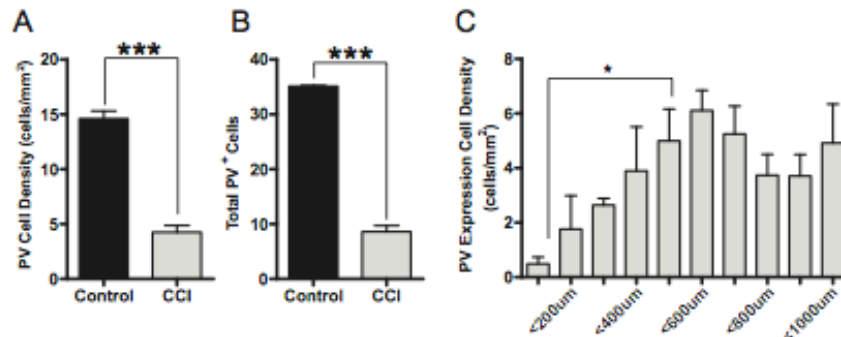 A
PV Cell Density (cells/mm²)
20
15
10
5
0
***
Control
CCI
B
Total PV⁺ Cells
40
30
20
10
0
***
Control
CCI
C
PV Expression Cell Density
(cells/mm²)
8
6
4
2
0
*
<200um
<400um
<600um
<800um
<1000um